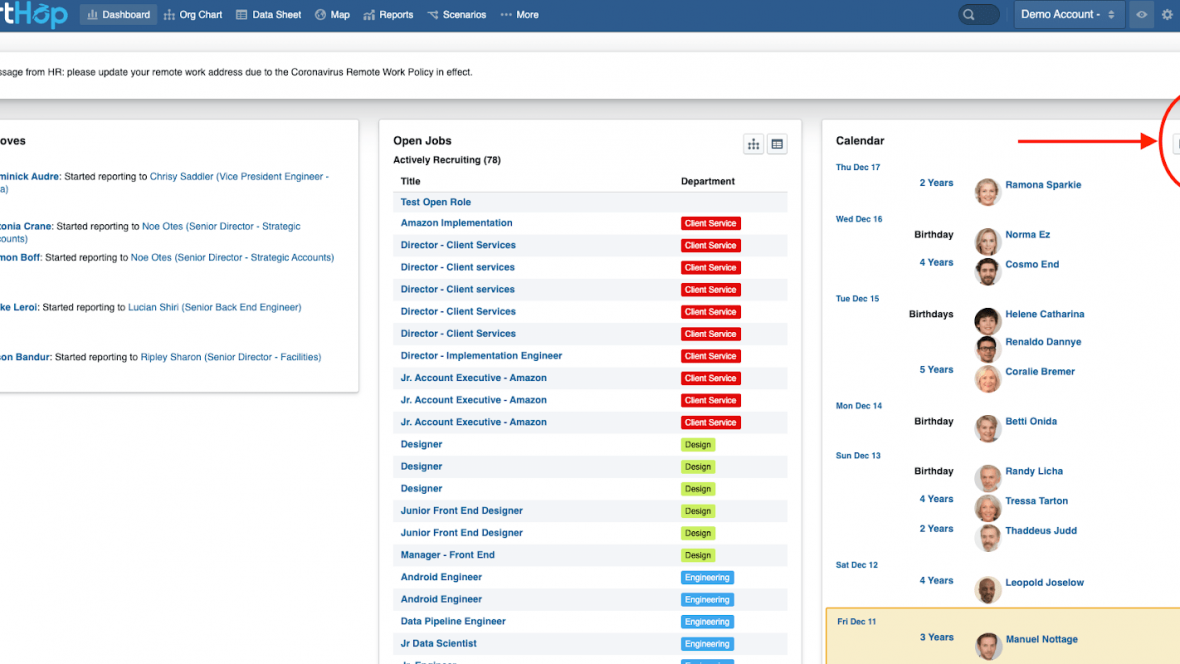 rtHop Dashboard Org Chart Data Sheet Map Reports Scenarios More Demo Account -
ssage from HR: please update your remote work address due to the Coronavirus Remote Work Policy in effect.
oves
minick Audre: Started reporting to Chrisy Saddler (Vice President Engineer -
a)
tonia Crane: Started reporting to Noe Otes (Senior Director - Strategic
counts)
mon Boff: Started reporting to Noe Otes (Senior Director - Strategic Accounts)
ke Leroi: Started reporting to Lucian Shiri (Senior Back End Engineer)
son Bandur: Started reporting to Ripley Sharon (Senior Director - Facilities)
Open Jobs
Actively Recruiting (78)
Title Department
Test Open Role
Amazon Implementation Client Service
Director - Client Services Client Service
Director - Client services Client Service
Director - Client services Client Service
Director - Client Services Client Service
Director - Client Services Client Service
Director - Implementation Engineer Client Service
Jr. Account Executive - Amazon Client Service
Jr. Account Executive - Amazon Client Service
Jr. Account Executive - Amazon Client Service
Designer Design
Designer Design
Designer Design
Junior Front End Designer Design
Junior Front End Designer Design
Manager - Front End Design
Android Engineer Engineering
Android Engineer Engineering
Data Pipeline Engineer Engineering
Jr Data Scientist Engineering
Calendar
Thu Dec 17
2 Years Ramona Sparkie
Wed Dec 16
Birthday Norma Ez
4 Years Cosmo End
Tue Dec 15
Birthdays Helene Catharina
Renaldo Dannye
5 Years Coralie Bremer
Mon Dec 14
Birthday Betti Onida
Sun Dec 13
Birthday Randy Licha
4 Years Tressa Tarton
2 Years Thaddeus Judd
Sat Dec 12
4 Years Leopold Joselow
Fri Dec 11
3 Years Manuel Nottage